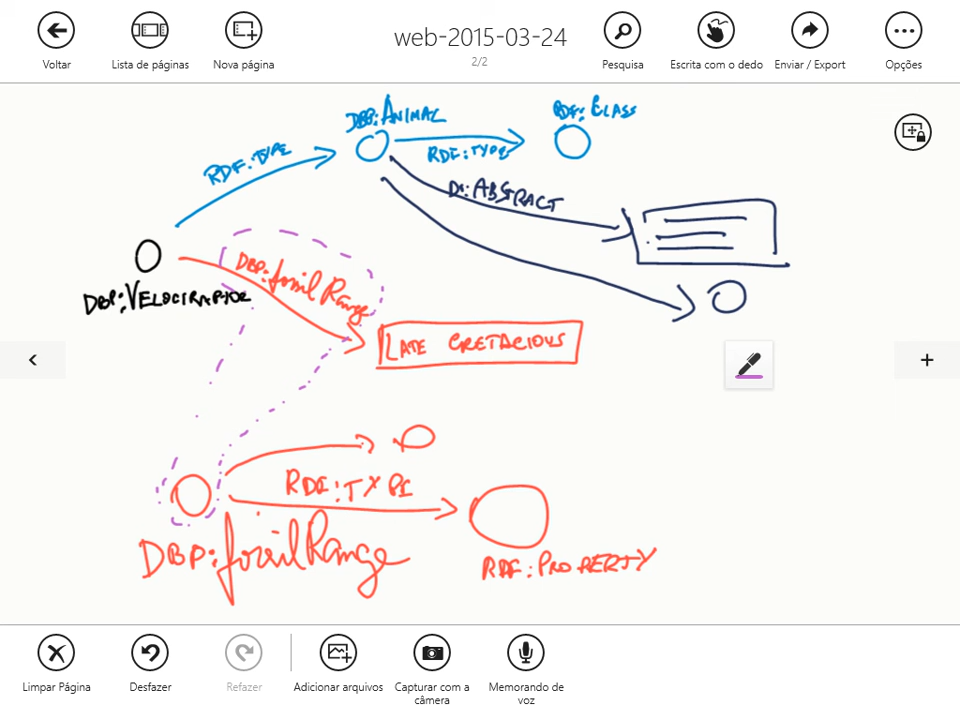 web-2015-03-24
2/2
Voltar
Lista de páginas
Nova página
Pesquisa
Escrita com o dedo
Enviar / Export
Opções
DBP:ANIMAL
RDF:CLASS
RDF:TYPE
RDF:TYPE
D:ABSTRACT
DBP:VELOCIRAPTOR
DBP:fossilRange
LATE CRETACIOUS
RDF:TYPE
DBP:fossilRange
RDF:PROPERTY
Limpar Página
Desfazer
Refazer
Adicionar arquivos
Capturar com a
câmera
Memorando de
voz